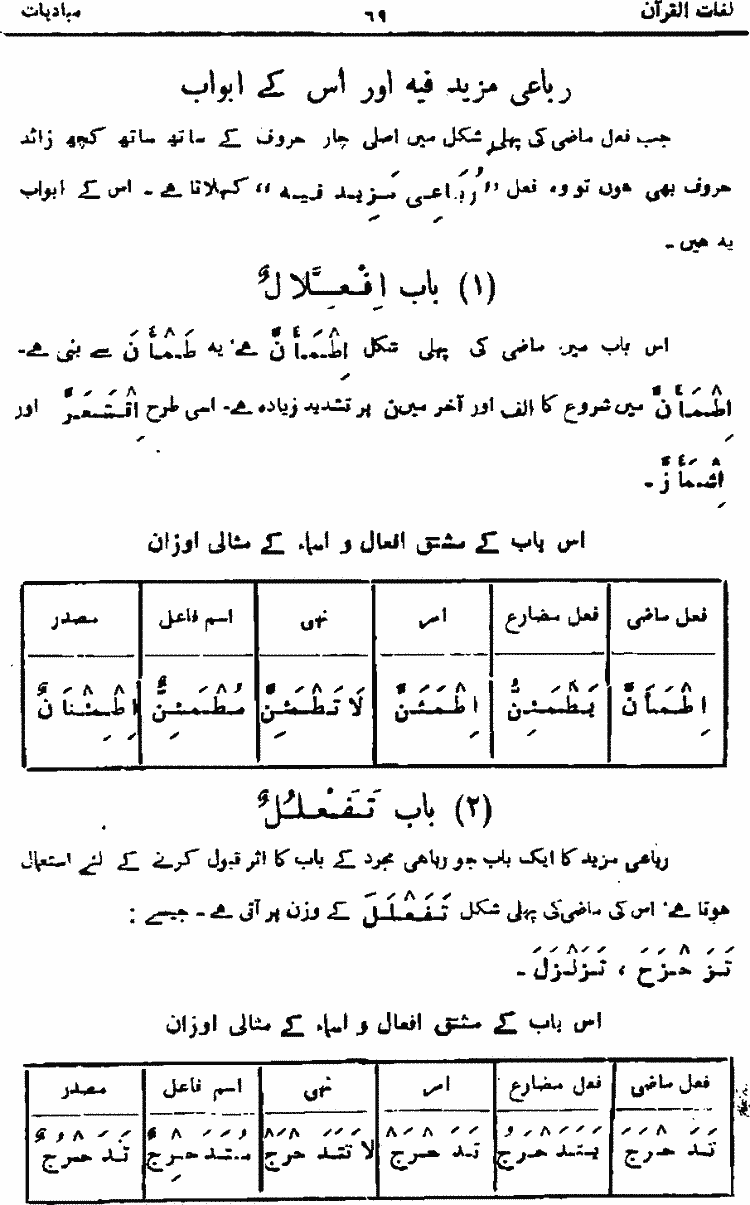 لغات القرآن ٦٩ مبادیات
رباعی مزید فیہ اور اس کے ابواب
جب فعل ماضی کی پہلی شکل میں اصلی چار حروف کے ساتھ ساتھ کچھ زائد
حروف بھی ہوں تو وہ فعل ”رُبَاعِی مَزِید فِیہ“ کہلاتا ہے ۔ اس کے ابواب
یہ ہیں ۔
(١) باب اِفْعِلَّالٌ
اس باب میں ماضی کی پہلی شکل اِطْمَأَنَّ ہے، یہ طَمْأَنَ سے بنی ہے۔
اِطْمَأَنَّ میں شروع کا الف اور آخر میں ن پر تشدید زیادہ ہے۔ اسی طرح اِقْشَعَرَّ اور
اِشْمَأَزَّ ۔
اس باب کے مشتق افعال و اسماء کے مثالی اوزان
فعل ماضی فعل مضارع امر نہی اسم فاعل مصدر
اِطْمَأَنَّ یَطْمَئِنُّ اِطْمَئَنَّ لَا تَطْمَئِنَّ مُطْمَئِنٌّ اِطْمِئْنَانٌ
(٢) باب تَفَعْلُلٌ
رباعی مزید کا ایک باب جو رباعی مجرد کے باب کا اثر قبول کرنے کے لئے استعمال
ہوتا ہے، اس کی ماضی کی پہلی شکل تَفَعْلَلَ کے وزن پر آتی ہے ۔ جیسے :
تَزَحْزَحَ ، تَزَلْزَلَ ۔
اس باب کے مشتق افعال و اسماء کے مثالی اوزان
فعل ماضی فعل مضارع امر نہی اسم فاعل مصدر
تَدَحْرَجَ یَتَدَحْرَجُ تَدَحْرَجْ لا تَتَدَحْرَجْ مُتَدَحْرِجٌ تَدَحْرُجٌ